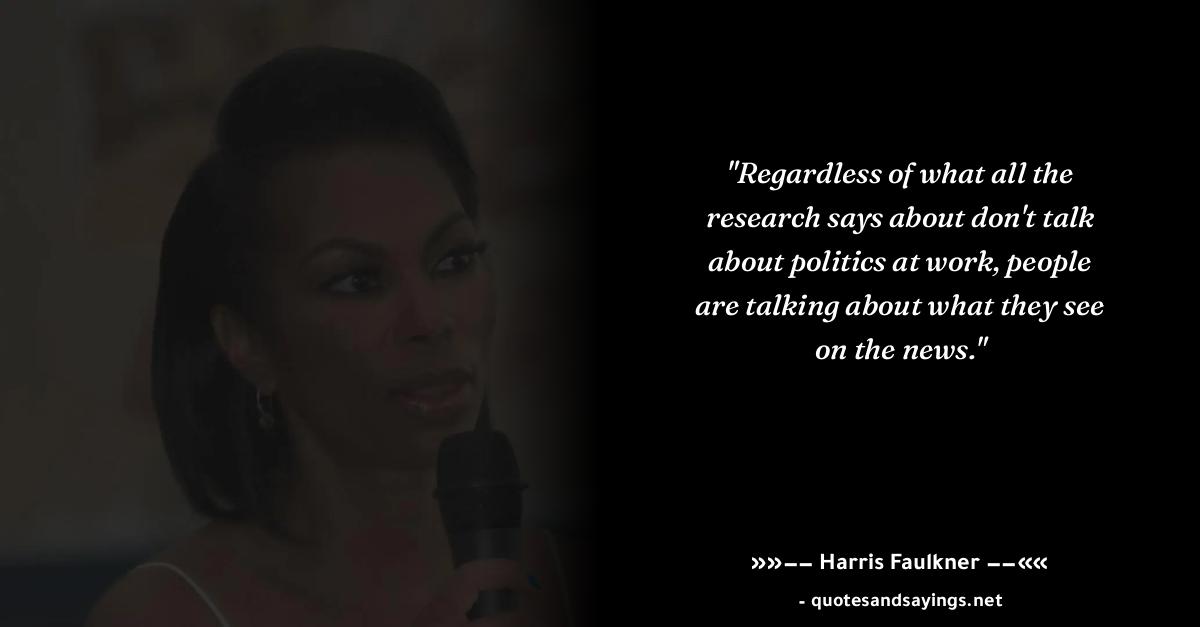 "Regardless of what all the
research says about don't talk
about politics at work, people
are talking about what they see
on the news."
»»−− Harris Faulkner −−««
- quotesandsayings.net